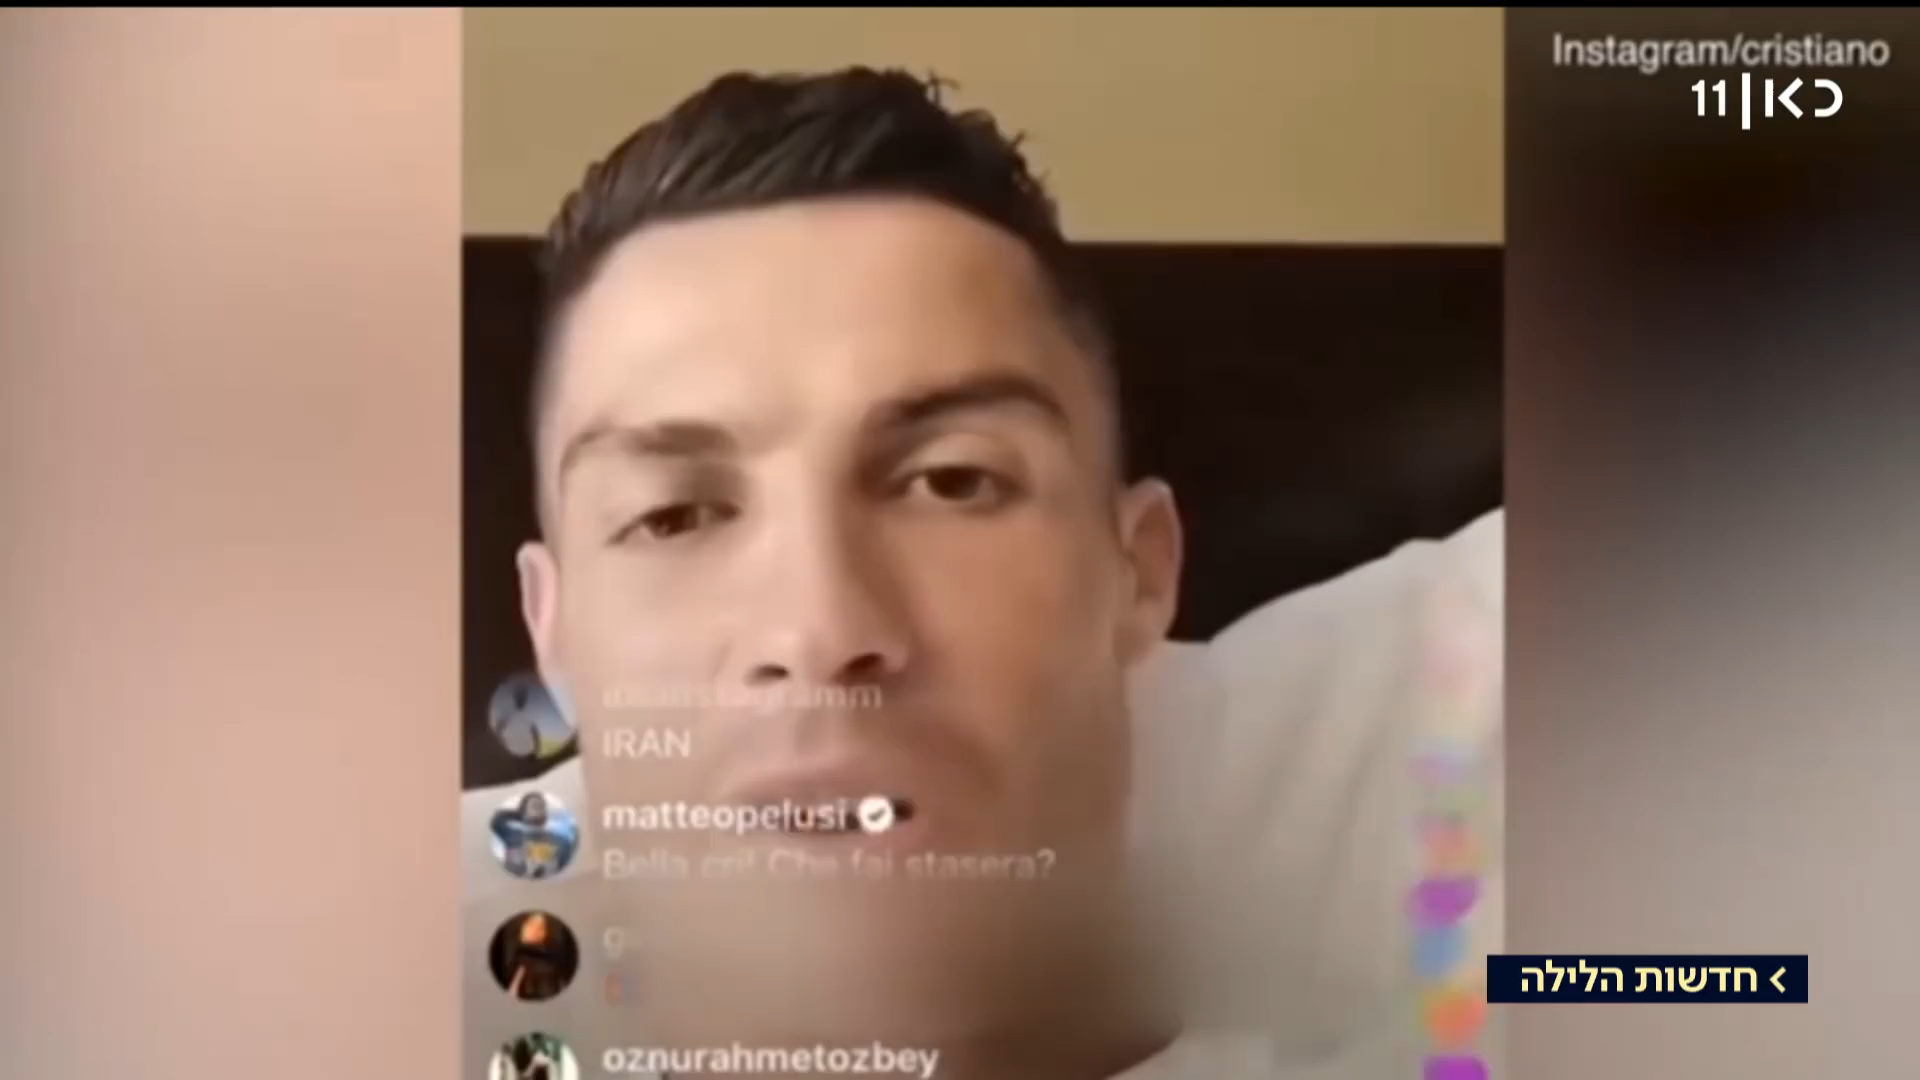 Instagram/cristiano
כאן|11
IRAN
matteopelusi
Bella cri! Che fai stasera?
oznurahmetozbey
חדשות הלילה